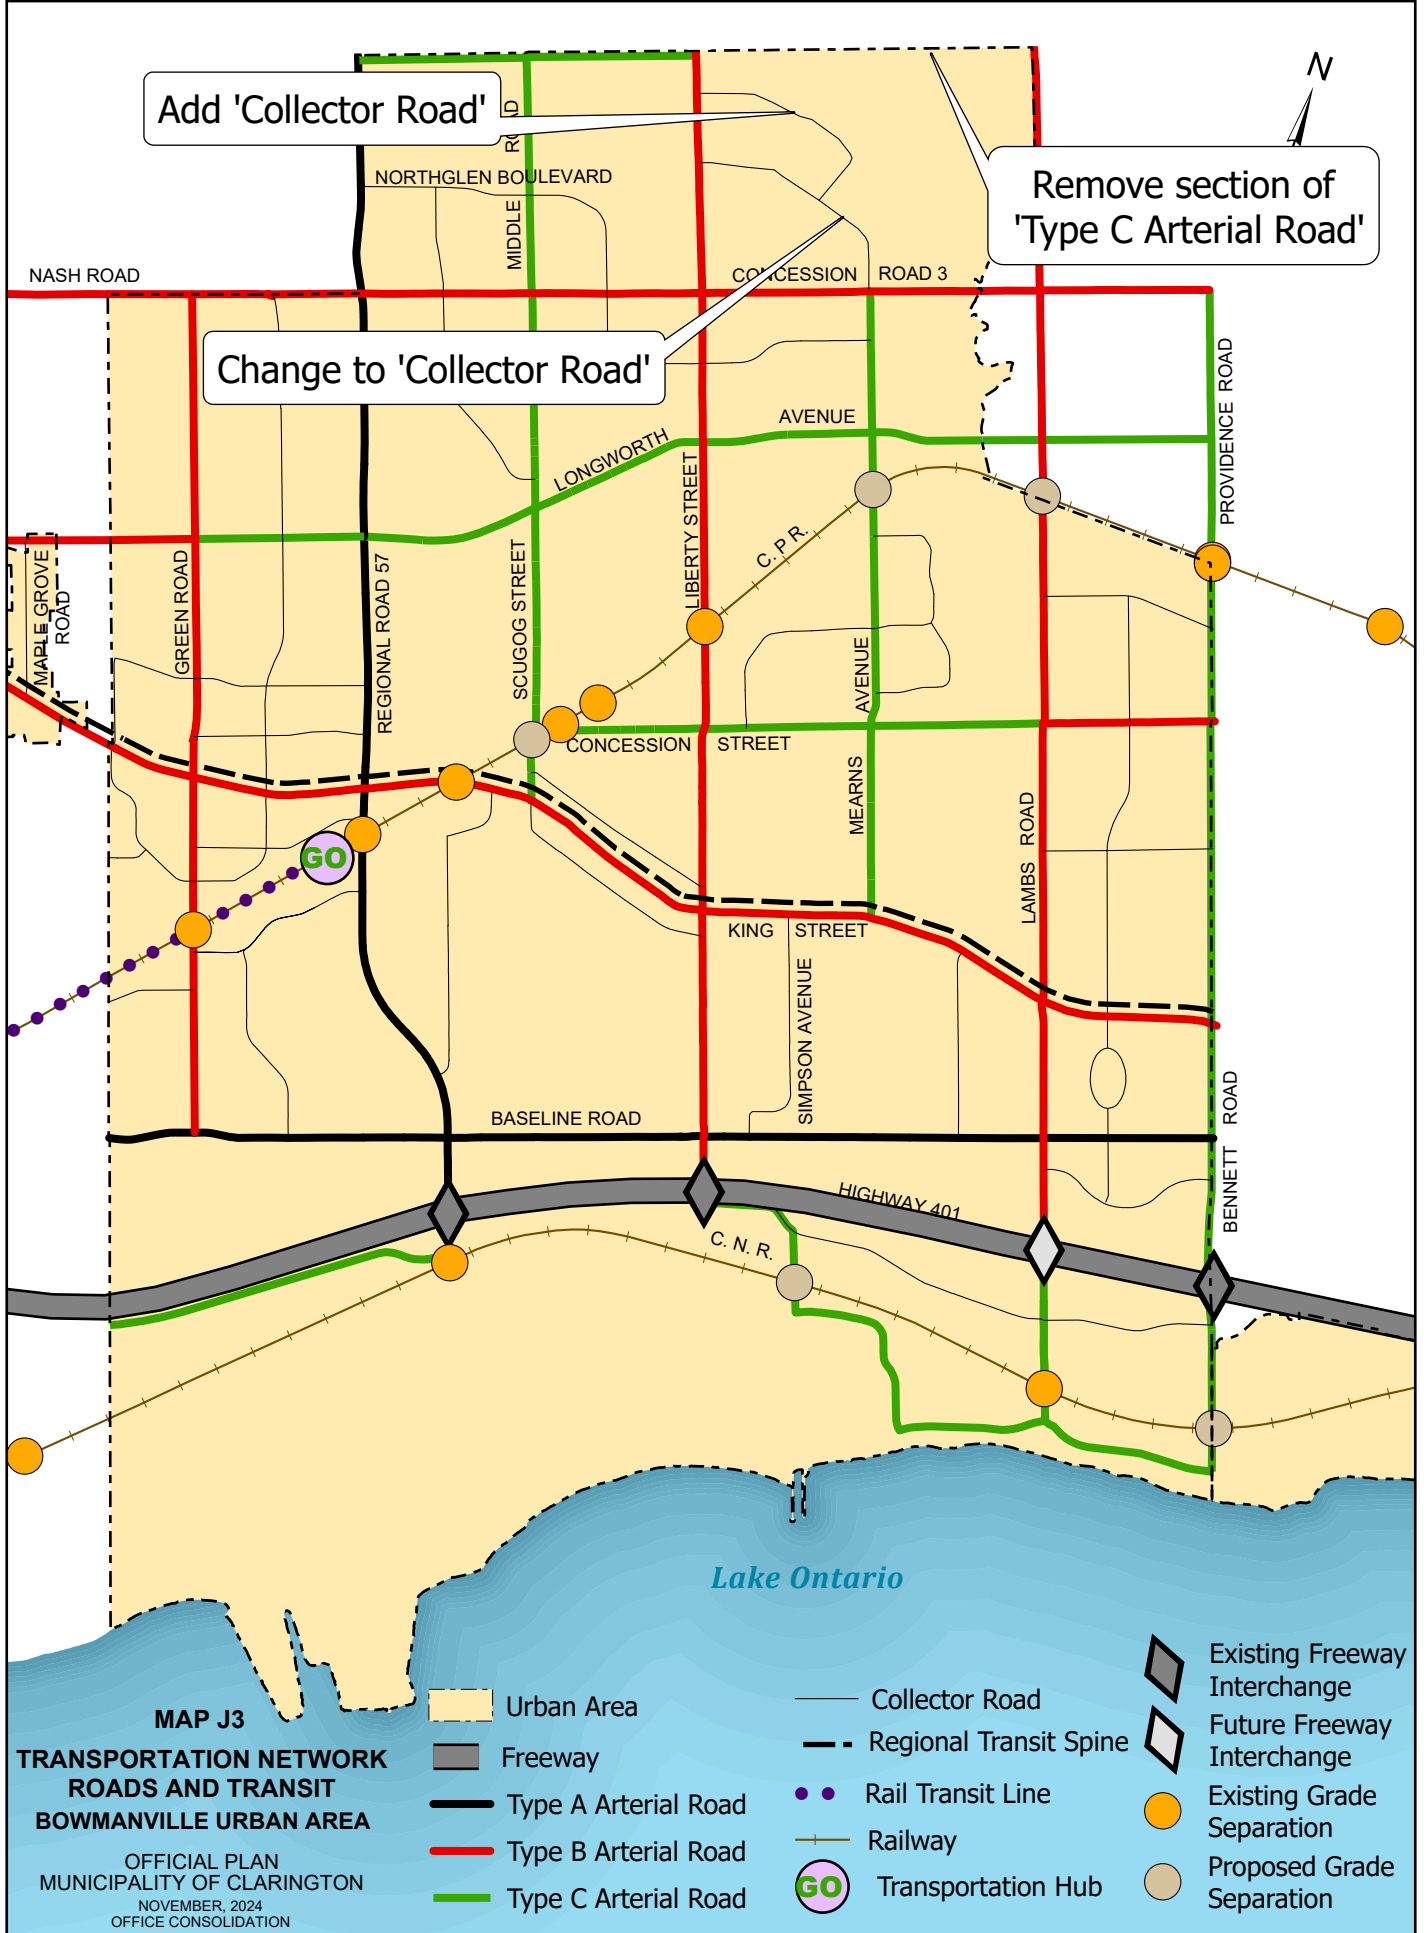 N
Add 'Collector Road'
Remove section of
'Type C Arterial Road'
MIDDLE ROAD
NORTHGLEN BOULEVARD
NASH ROAD
CONCESSION ROAD 3
Change to 'Collector Road'
PROVIDENCE ROAD
LONGWORTH AVENUE
LIBERTY STREET
C. P. R.
MAPLE GROVE
ROAD
GREEN ROAD
REGIONAL ROAD 57
SCUGOG STREET
MEARNS AVENUE
CONCESSION STREET
LAMBS ROAD
GO
KING STREET
SIMPSON AVENUE
BASELINE ROAD
BENNETT ROAD
HIGHWAY 401
C. N. R.
Lake Ontario
MAP J3
TRANSPORTATION NETWORK
ROADS AND TRANSIT
BOWMANVILLE URBAN AREA
OFFICIAL PLAN
MUNICIPALITY OF CLARINGTON
NOVEMBER, 2024
OFFICE CONSOLIDATION
Urban Area
Freeway
Type A Arterial Road
Type B Arterial Road
Type C Arterial Road
Collector Road
Regional Transit Spine
Rail Transit Line
Railway
GO
Transportation Hub
Existing Freeway
Interchange
Future Freeway
Interchange
Existing Grade
Separation
Proposed Grade
Separation